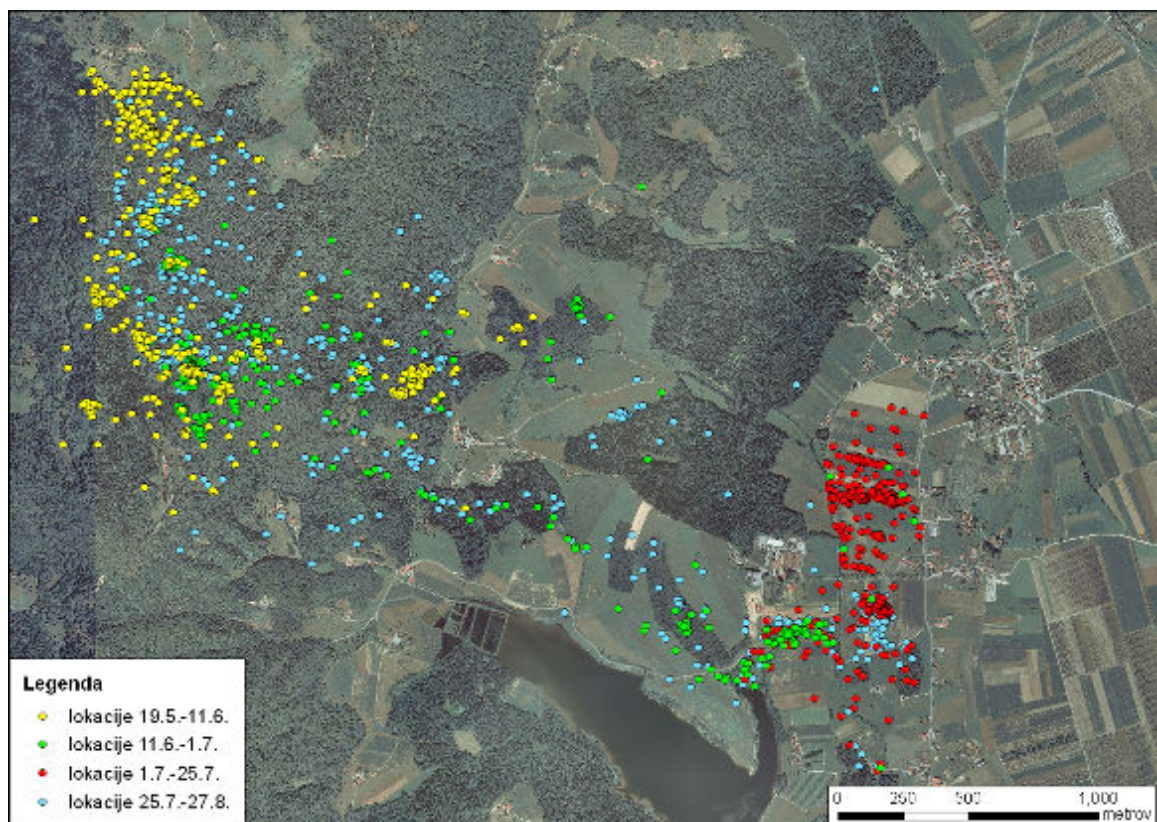 Legenda
lokacije 19.5.-11.6.
lokacije 11.6.-1.7.
lokacije 1.7.-25.7.
lokacije 25.7.-27.8.
0 250 500 1,000
metrov